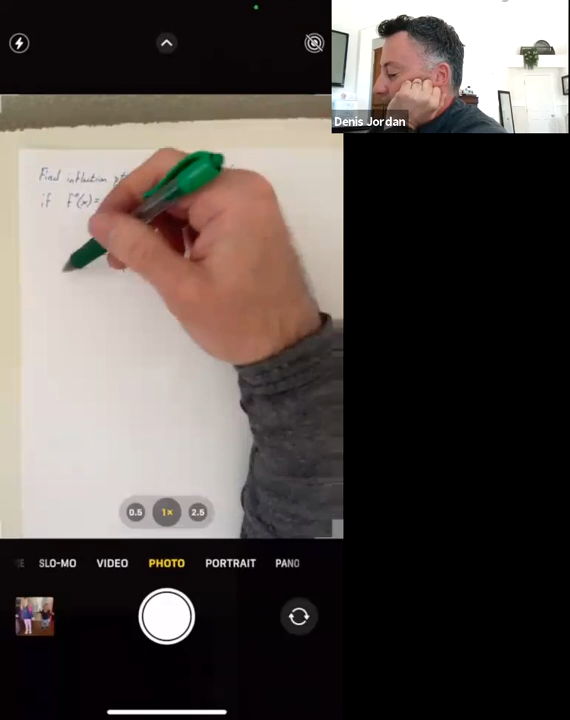 Denis Jordan
Find inflection
if f"(x)=
0.5 1× 2.5
SLO-MO VIDEO PHOTO PORTRAIT PANO